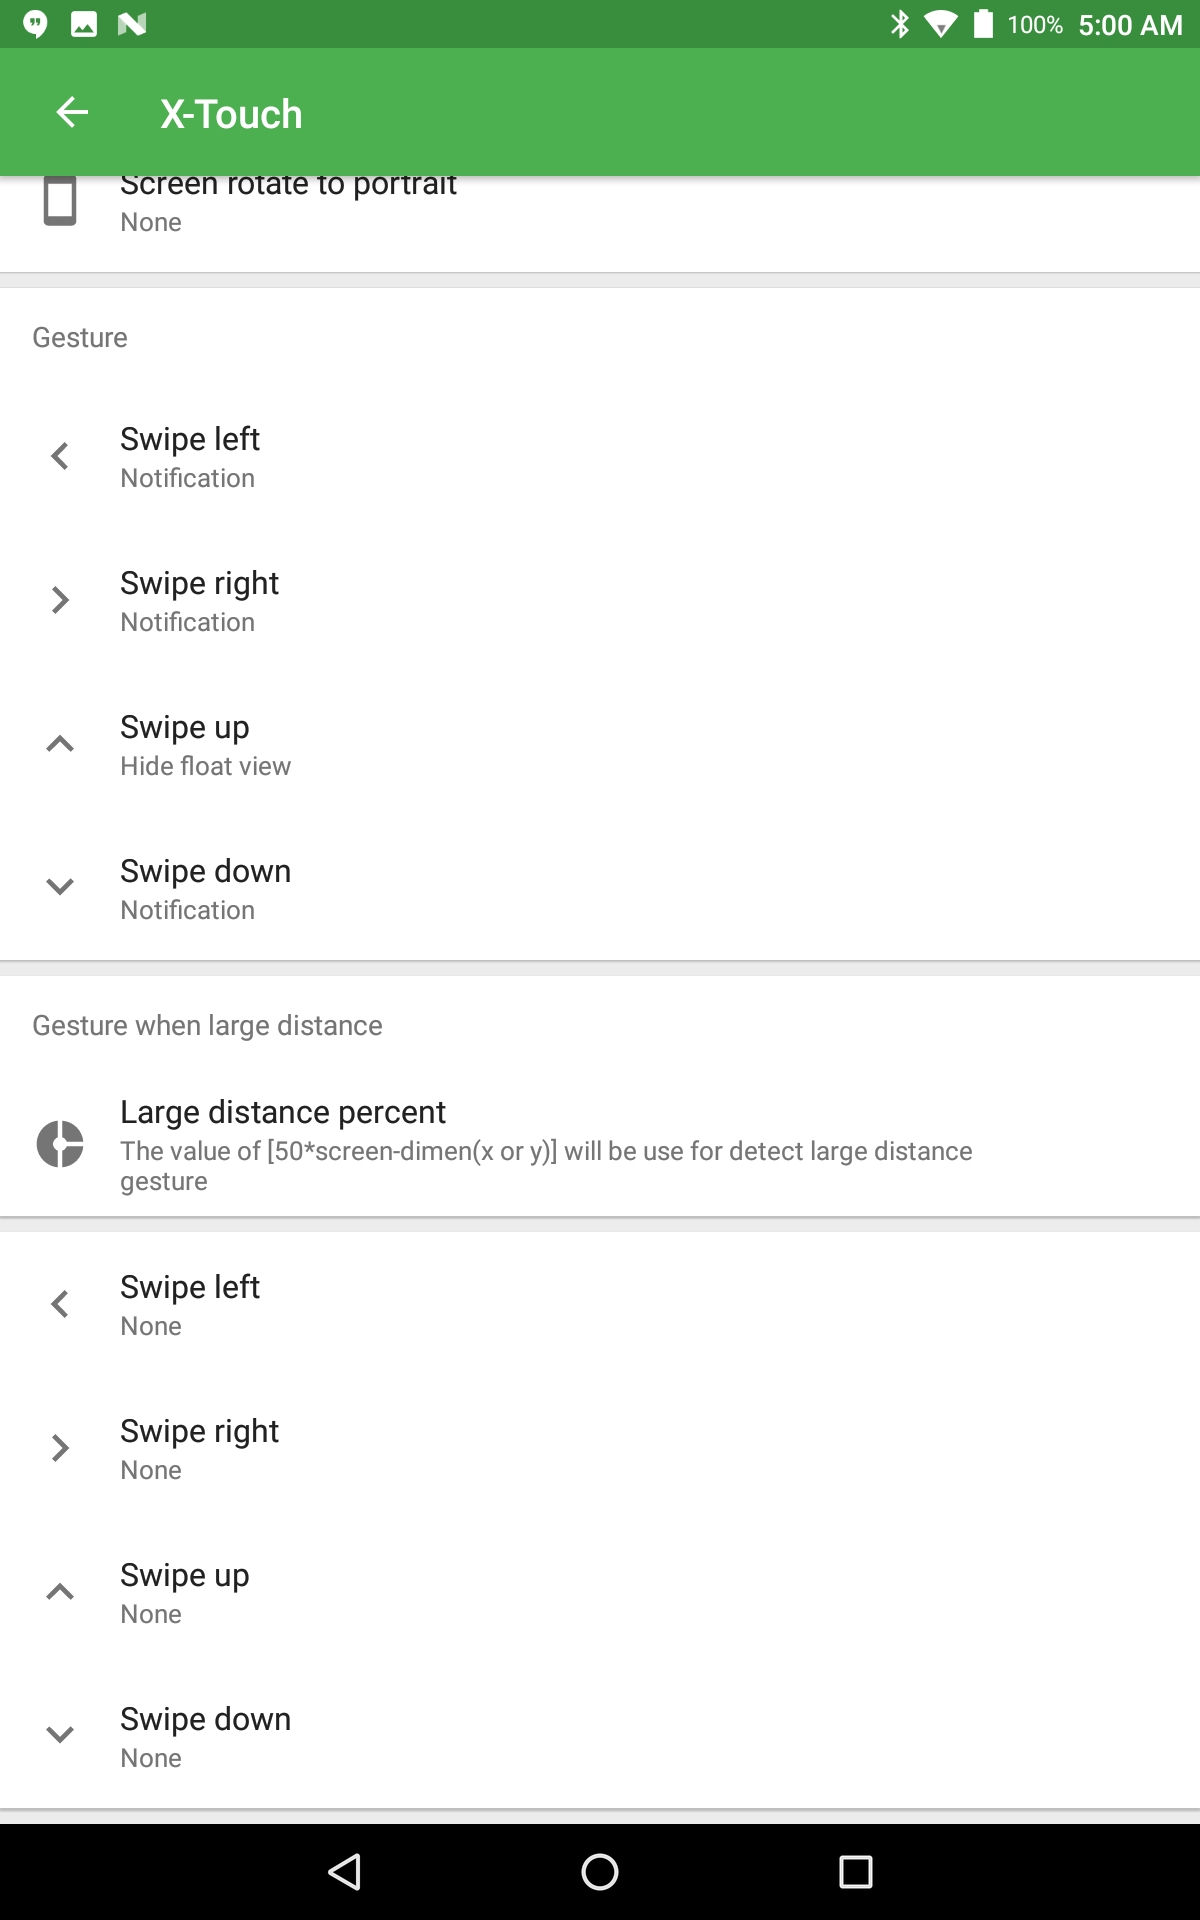 100% 5:00 AM
X-Touch
Screen rotate to portrait
None
Gesture
Swipe left
Notification
Swipe right
Notification
Swipe up
Hide float view
Swipe down
Notification
Gesture when large distance
Large distance percent
The value of [50*screen-dimen(x or y)] will be use for detect large distance
gesture
Swipe left
None
Swipe right
None
Swipe up
None
Swipe down
None